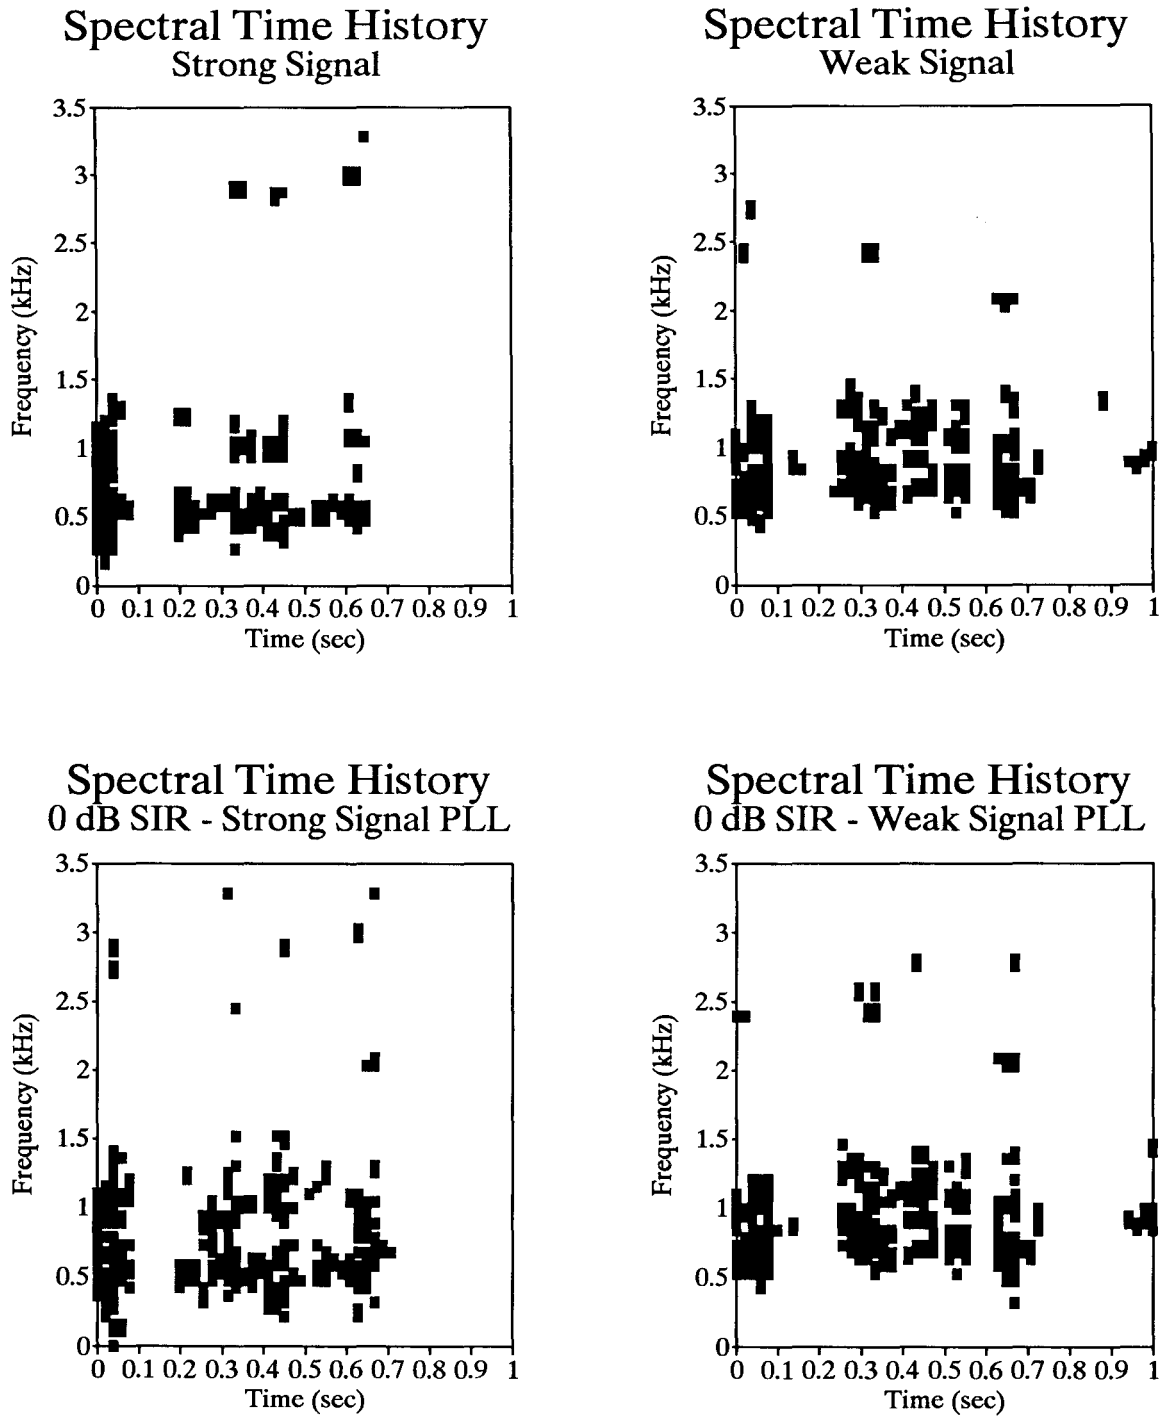 Spectral Time History
Strong Signal
3.5
3
2.5
2
1.5
1
0.5
0
Frequency (kHz)
0 0.1 0.2 0.3 0.4 0.5 0.6 0.7 0.8 0.9 1
Time (sec)
Spectral Time History
Weak Signal
3.5
3
2.5
2
1.5
1
0.5
0
Frequency (kHz)
0 0.1 0.2 0.3 0.4 0.5 0.6 0.7 0.8 0.9 1
Time (sec)
Spectral Time History
0 dB SIR - Strong Signal PLL
3.5
3
2.5
2
1.5
1
0.5
0
Frequency (kHz)
0 0.1 0.2 0.3 0.4 0.5 0.6 0.7 0.8 0.9 1
Time (sec)
Spectral Time History
0 dB SIR - Weak Signal PLL
3.5
3
2.5
2
1.5
1
0.5
0
Frequency (kHz)
0 0.1 0.2 0.3 0.4 0.5 0.6 0.7 0.8 0.9 1
Time (sec)